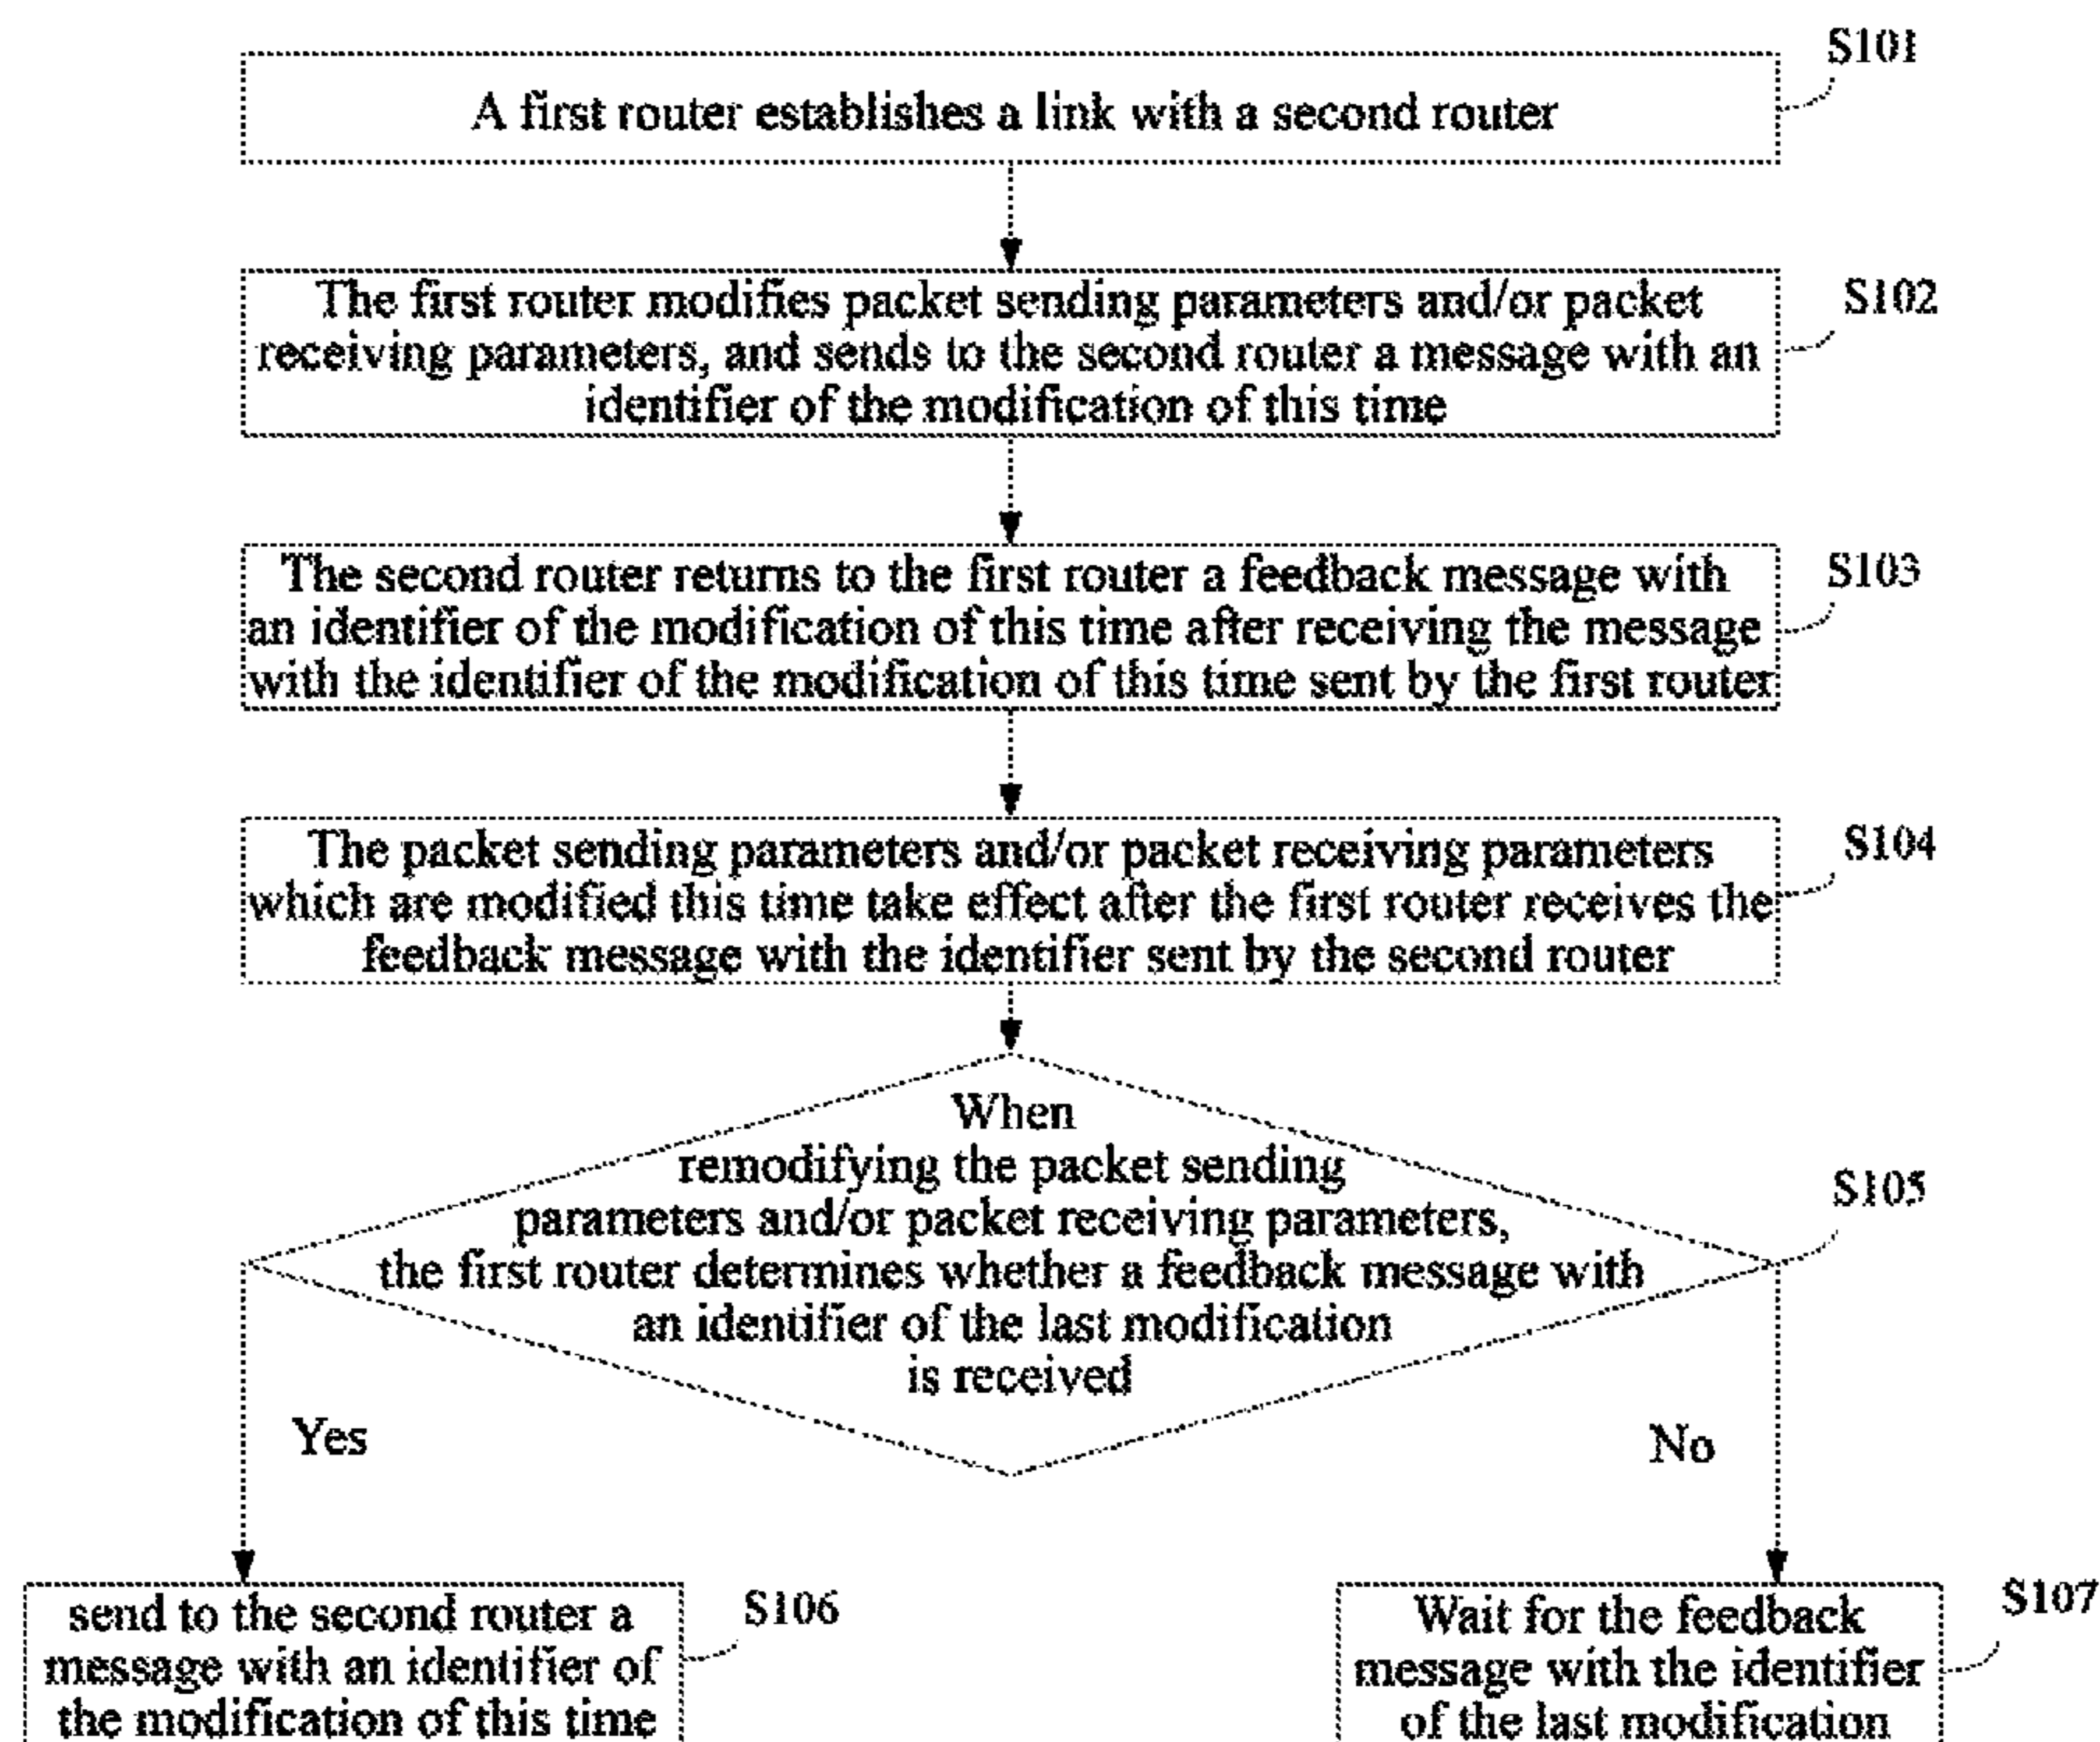 S101
A first router establishes a link with a second router
S102
The first router modifies packet sending parameters and/or packet
receiving parameters, and sends to the second router a message with an
identifier of the modification of this time
S103
The second router returns to the first router a feedback message with
an identifier of the modification of this time after receiving the message
with the identifier of the modification of this time sent by the first router
S104
The packet sending parameters and/or packet receiving parameters
which are modified this time take effect after the first router receives the
feedback message with the identifier sent by the second router
When
remodifying the packet sending
S105
parameters and/or packet receiving parameters,
the first router determines whether a feedback message with
an identifier of the last modification
is received
Yes
No
S106
send to the second router a
message with an identifier of
the modification of this time
S107
Wait for the feedback
message with the identifier
of the last modification